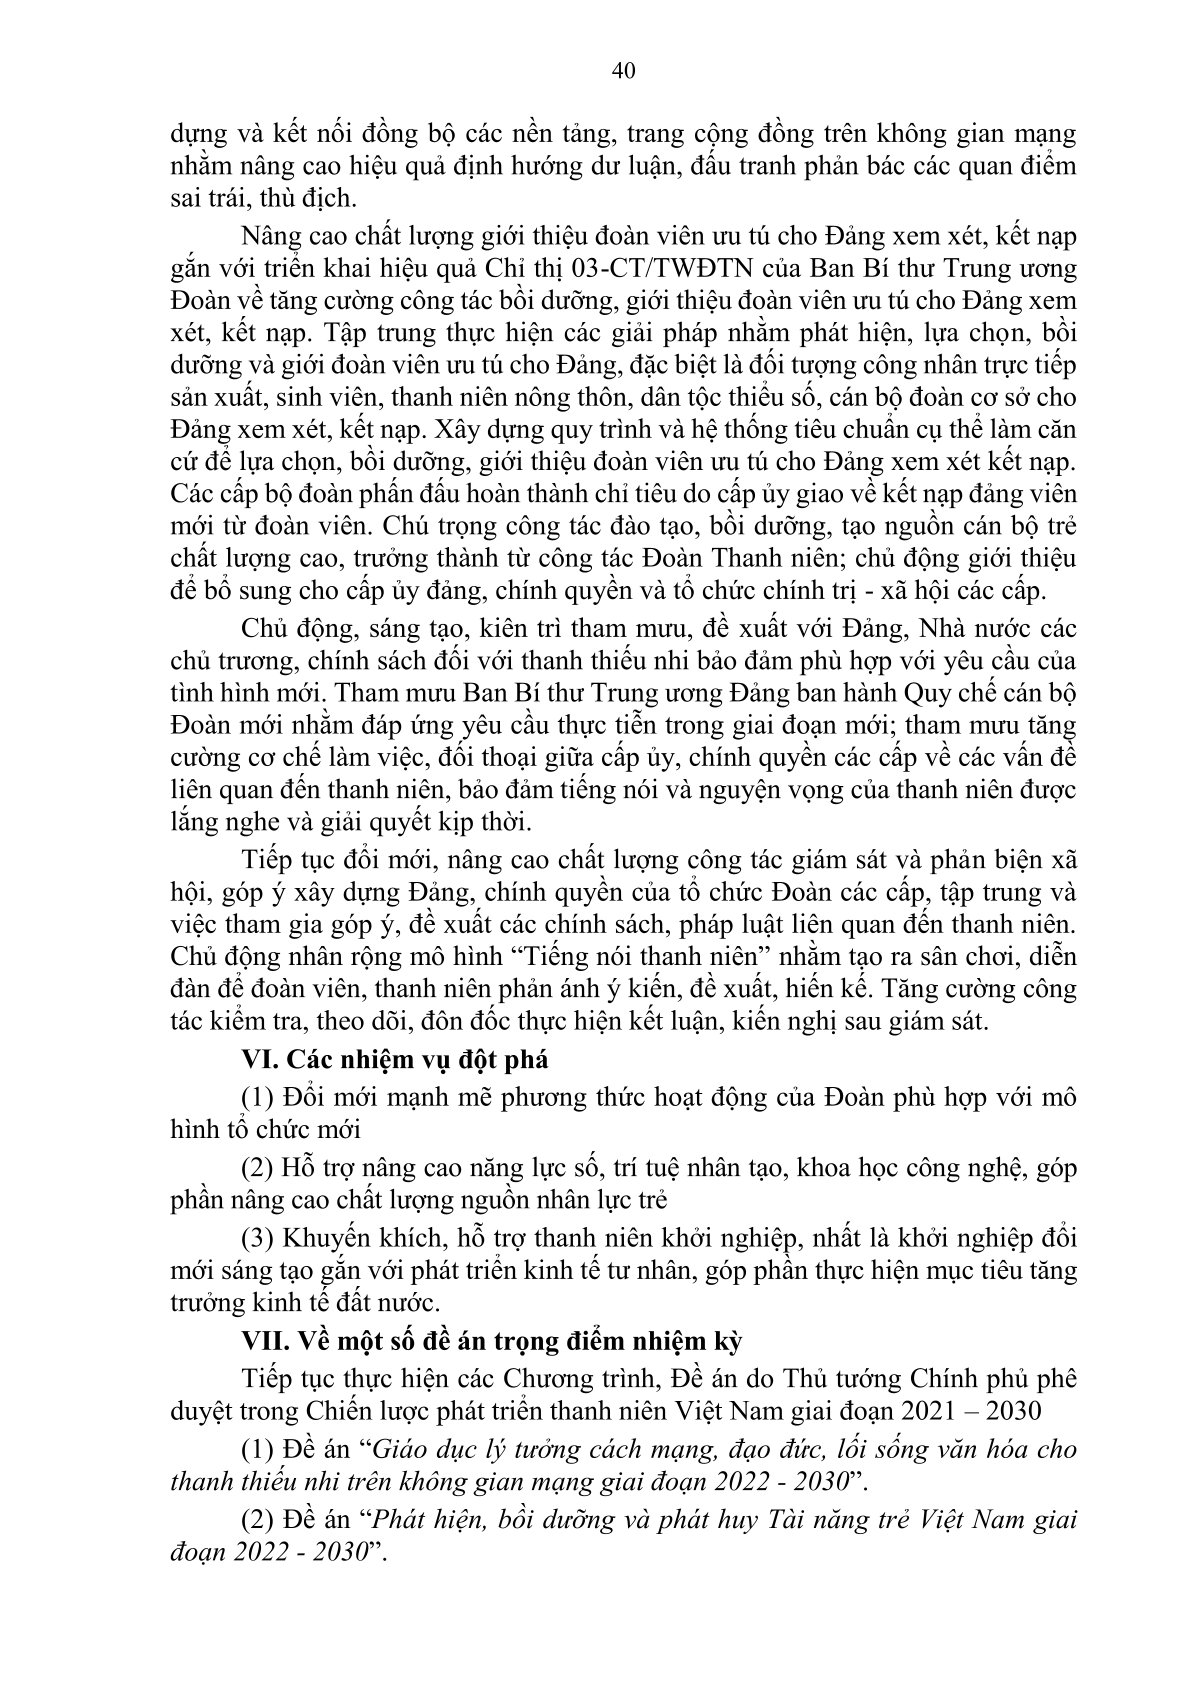 40
dựng và kết nối đồng bộ các nền tảng, trang cộng đồng trên không gian mạng
nhằm nâng cao hiệu quả định hướng dư luận, đấu tranh phản bác các quan điểm
sai trái, thù địch.
Nâng cao chất lượng giới thiệu đoàn viên ưu tú cho Đảng xem xét, kết nạp
gắn với triển khai hiệu quả Chỉ thị 03-CT/TWĐTN của Ban Bí thư Trung ương
Đoàn về tăng cường công tác bồi dưỡng, giới thiệu đoàn viên ưu tú cho Đảng xem
xét, kết nạp. Tập trung thực hiện các giải pháp nhằm phát hiện, lựa chọn, bồi
dưỡng và giới đoàn viên ưu tú cho Đảng, đặc biệt là đối tượng công nhân trực tiếp
sản xuất, sinh viên, thanh niên nông thôn, dân tộc thiểu số, cán bộ đoàn cơ sở cho
Đảng xem xét, kết nạp. Xây dựng quy trình và hệ thống tiêu chuẩn cụ thể làm căn
cứ để lựa chọn, bồi dưỡng, giới thiệu đoàn viên ưu tú cho Đảng xem xét kết nạp.
Các cấp bộ đoàn phấn đấu hoàn thành chỉ tiêu do cấp ủy giao về kết nạp đảng viên
mới từ đoàn viên. Chú trọng công tác đào tạo, bồi dưỡng, tạo nguồn cán bộ trẻ
chất lượng cao, trưởng thành từ công tác Đoàn Thanh niên; chủ động giới thiệu
để bổ sung cho cấp ủy đảng, chính quyền và tổ chức chính trị - xã hội các cấp.
Chủ động, sáng tạo, kiên trì tham mưu, đề xuất với Đảng, Nhà nước các
chủ trương, chính sách đối với thanh thiếu nhi bảo đảm phù hợp với yêu cầu của
tình hình mới. Tham mưu Ban Bí thư Trung ương Đảng ban hành Quy chế cán bộ
Đoàn mới nhằm đáp ứng yêu cầu thực tiễn trong giai đoạn mới; tham mưu tăng
cường cơ chế làm việc, đối thoại giữa cấp ủy, chính quyền các cấp về các vấn đề
liên quan đến thanh niên, bảo đảm tiếng nói và nguyện vọng của thanh niên được
lắng nghe và giải quyết kịp thời.
Tiếp tục đổi mới, nâng cao chất lượng công tác giám sát và phản biện xã
hội, góp ý xây dựng Đảng, chính quyền của tổ chức Đoàn các cấp, tập trung và
việc tham gia góp ý, đề xuất các chính sách, pháp luật liên quan đến thanh niên.
Chủ động nhân rộng mô hình “Tiếng nói thanh niên” nhằm tạo ra sân chơi, diễn
đàn để đoàn viên, thanh niên phản ánh ý kiến, đề xuất, hiến kế. Tăng cường công
tác kiểm tra, theo dõi, đôn đốc thực hiện kết luận, kiến nghị sau giám sát.
VI. Các nhiệm vụ đột phá
(1) Đổi mới mạnh mẽ phương thức hoạt động của Đoàn phù hợp với mô
hình tổ chức mới
(2) Hỗ trợ nâng cao năng lực số, trí tuệ nhân tạo, khoa học công nghệ, góp
phần nâng cao chất lượng nguồn nhân lực trẻ
(3) Khuyến khích, hỗ trợ thanh niên khởi nghiệp, nhất là khởi nghiệp đổi
mới sáng tạo gắn với phát triển kinh tế tư nhân, góp phần thực hiện mục tiêu tăng
trưởng kinh tế đất nước.
VII. Về một số đề án trọng điểm nhiệm kỳ
Tiếp tục thực hiện các Chương trình, Đề án do Thủ tướng Chính phủ phê
duyệt trong Chiến lược phát triển thanh niên Việt Nam giai đoạn 2021 – 2030
(1) Đề án “Giáo dục lý tưởng cách mạng, đạo đức, lối sống văn hóa cho
thanh thiếu nhi trên không gian mạng giai đoạn 2022 - 2030”.
(2) Đề án “Phát hiện, bồi dưỡng và phát huy Tài năng trẻ Việt Nam giai
đoạn 2022 - 2030”.